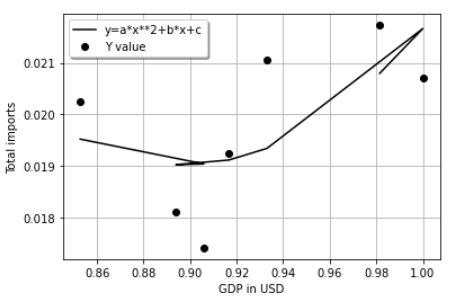 y=a*x**2+b*x+c
Y value
0.021
0.020
0.019
0.018
Total imports
0.86 0.88 0.90 0.92 0.94 0.96 0.98 1.00
GDP in USD